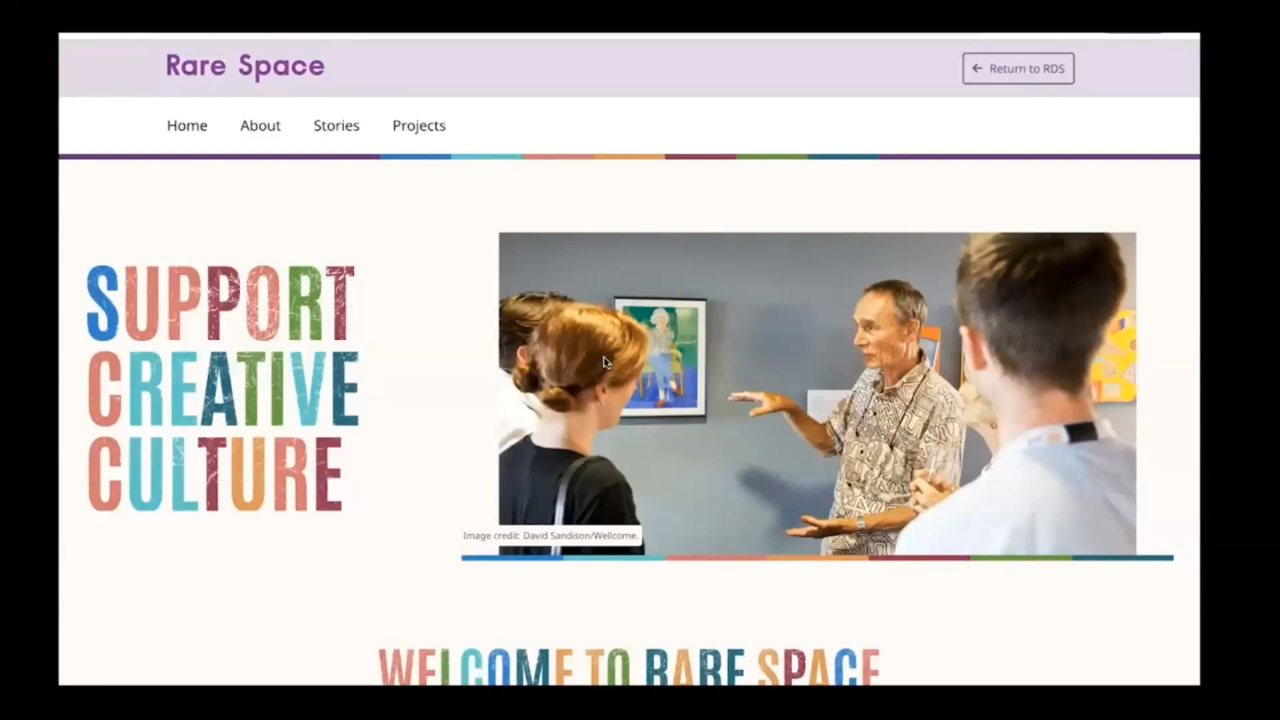 Rare Space
← Return to RDS
Home About Stories Projects
SUPPORT
CREATIVE
CULTURE
Image credit: David Sandison/Wellcome.
WELCOME TO RARE SPACE